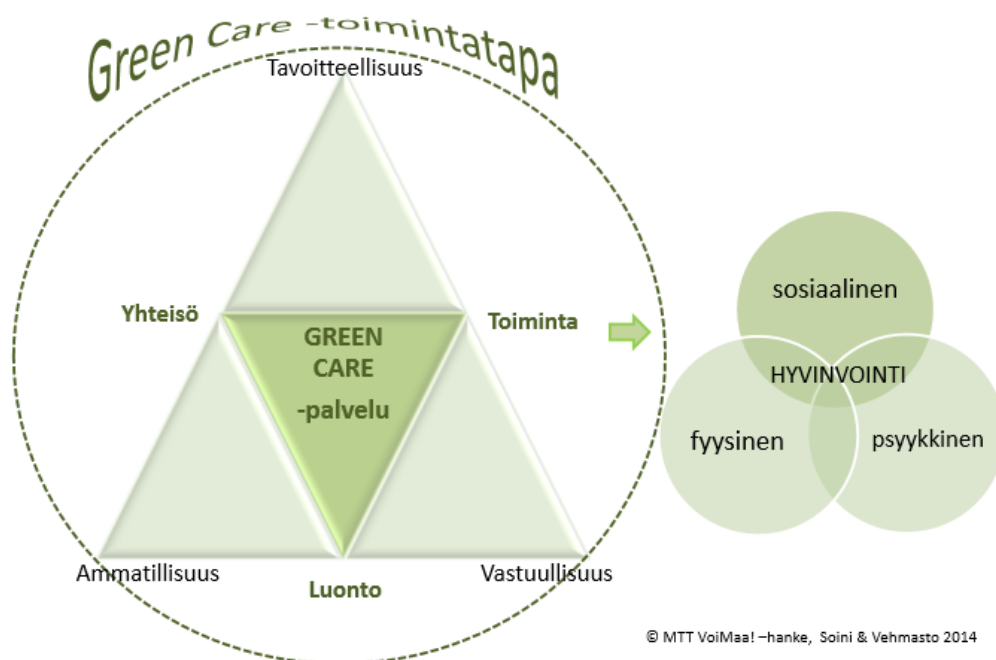 Green Care -toimintatapa
Tavoitteellisuus
Yhteisö
Toiminta
GREEN
CARE
-palvelu
Ammatillisuus
Luonto
Vastuullisuus
sosiaalinen
HYVINVOINTI
fyysinen
psyykkinen
© MTT VoiMaa! –hanke, Soini & Vehmasto 2014